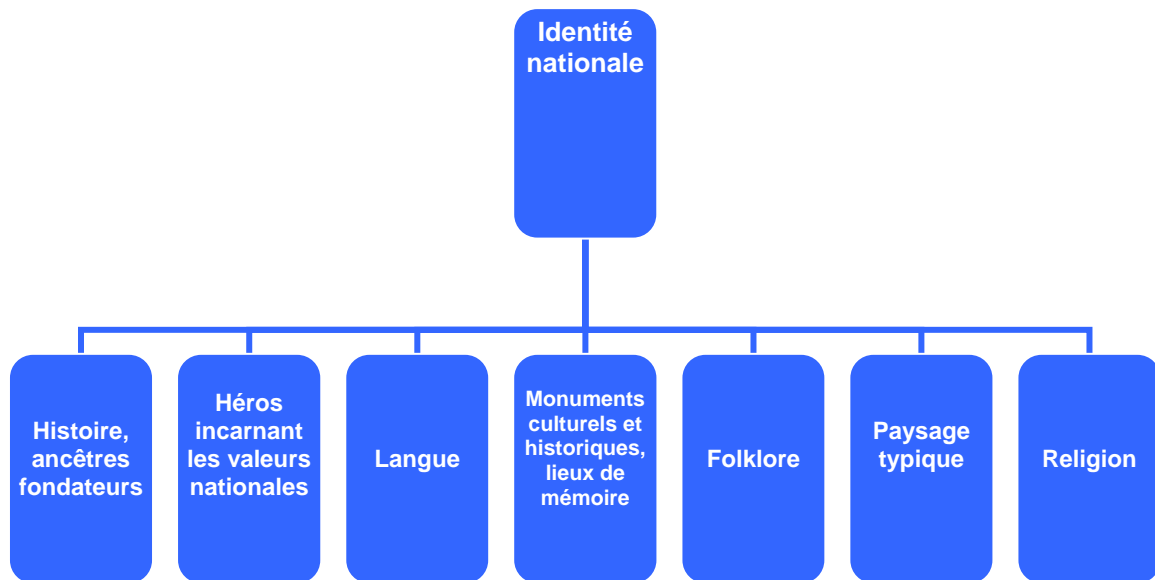 Identité
nationale
Histoire,
ancêtres
fondateurs
Héros
incarnant
les valeurs
nationales
Langue
Monuments
culturels et
historiques,
lieux de
mémoire
Folklore
Paysage
typique
Religion